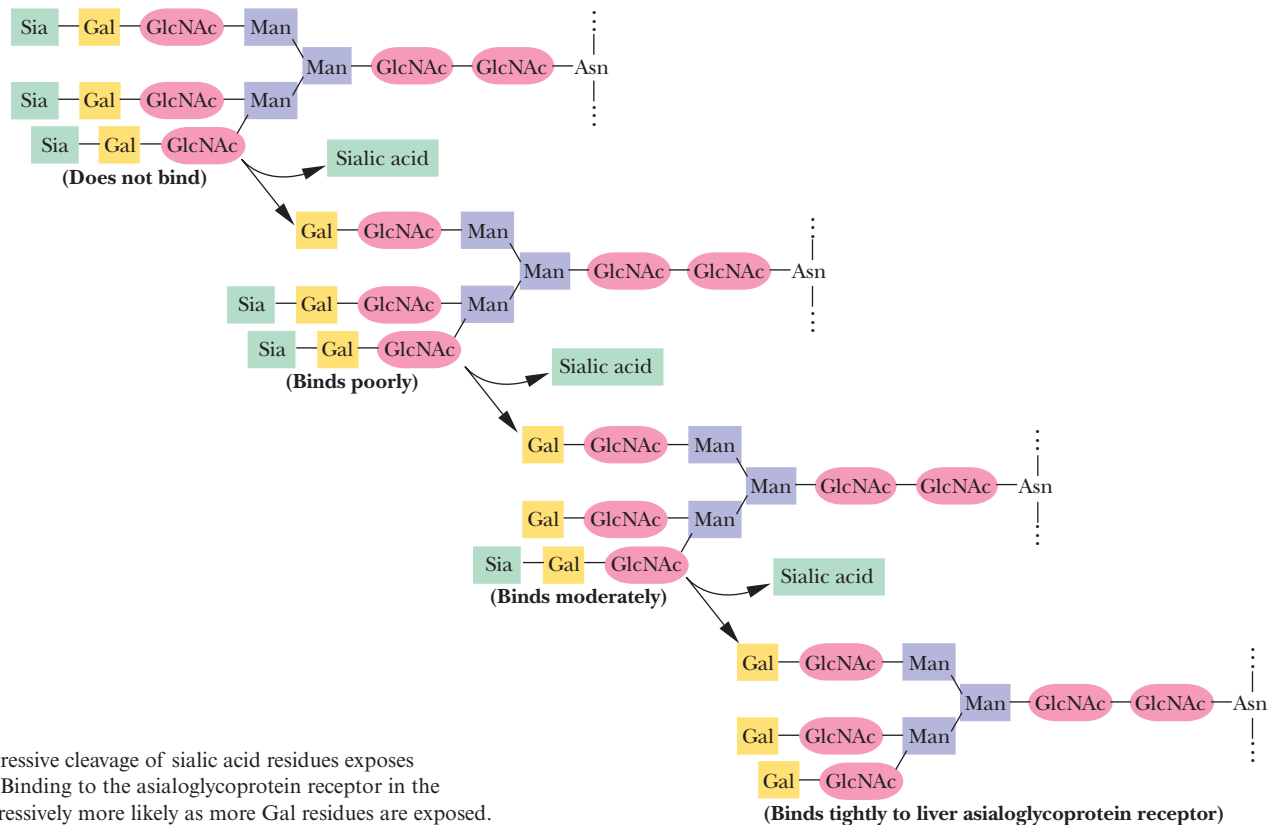 Sia Gal GlcNAc Man
Man GlcNAc GlcNAc Asn
Sia Gal GlcNAc Man
Sia Gal GlcNAc
(Does not bind)
Sialic acid
Gal GlcNAc Man
Man GlcNAc GlcNAc Asn
Sia Gal GlcNAc Man
Sia Gal GlcNAc
(Binds poorly)
Sialic acid
Gal GlcNAc Man
Man GlcNAc GlcNAc Asn
Gal GlcNAc Man
Sia Gal GlcNAc
(Binds moderately)
Sialic acid
Gal GlcNAc Man
Man GlcNAc GlcNAc Asn
Gal GlcNAc Man
Gal GlcNAc
(Binds tightly to liver asialoglycoprotein receptor)
ressive cleavage of sialic acid residues exposes
Binding to the asialoglycoprotein receptor in the
ressively more likely as more Gal residues are exposed.